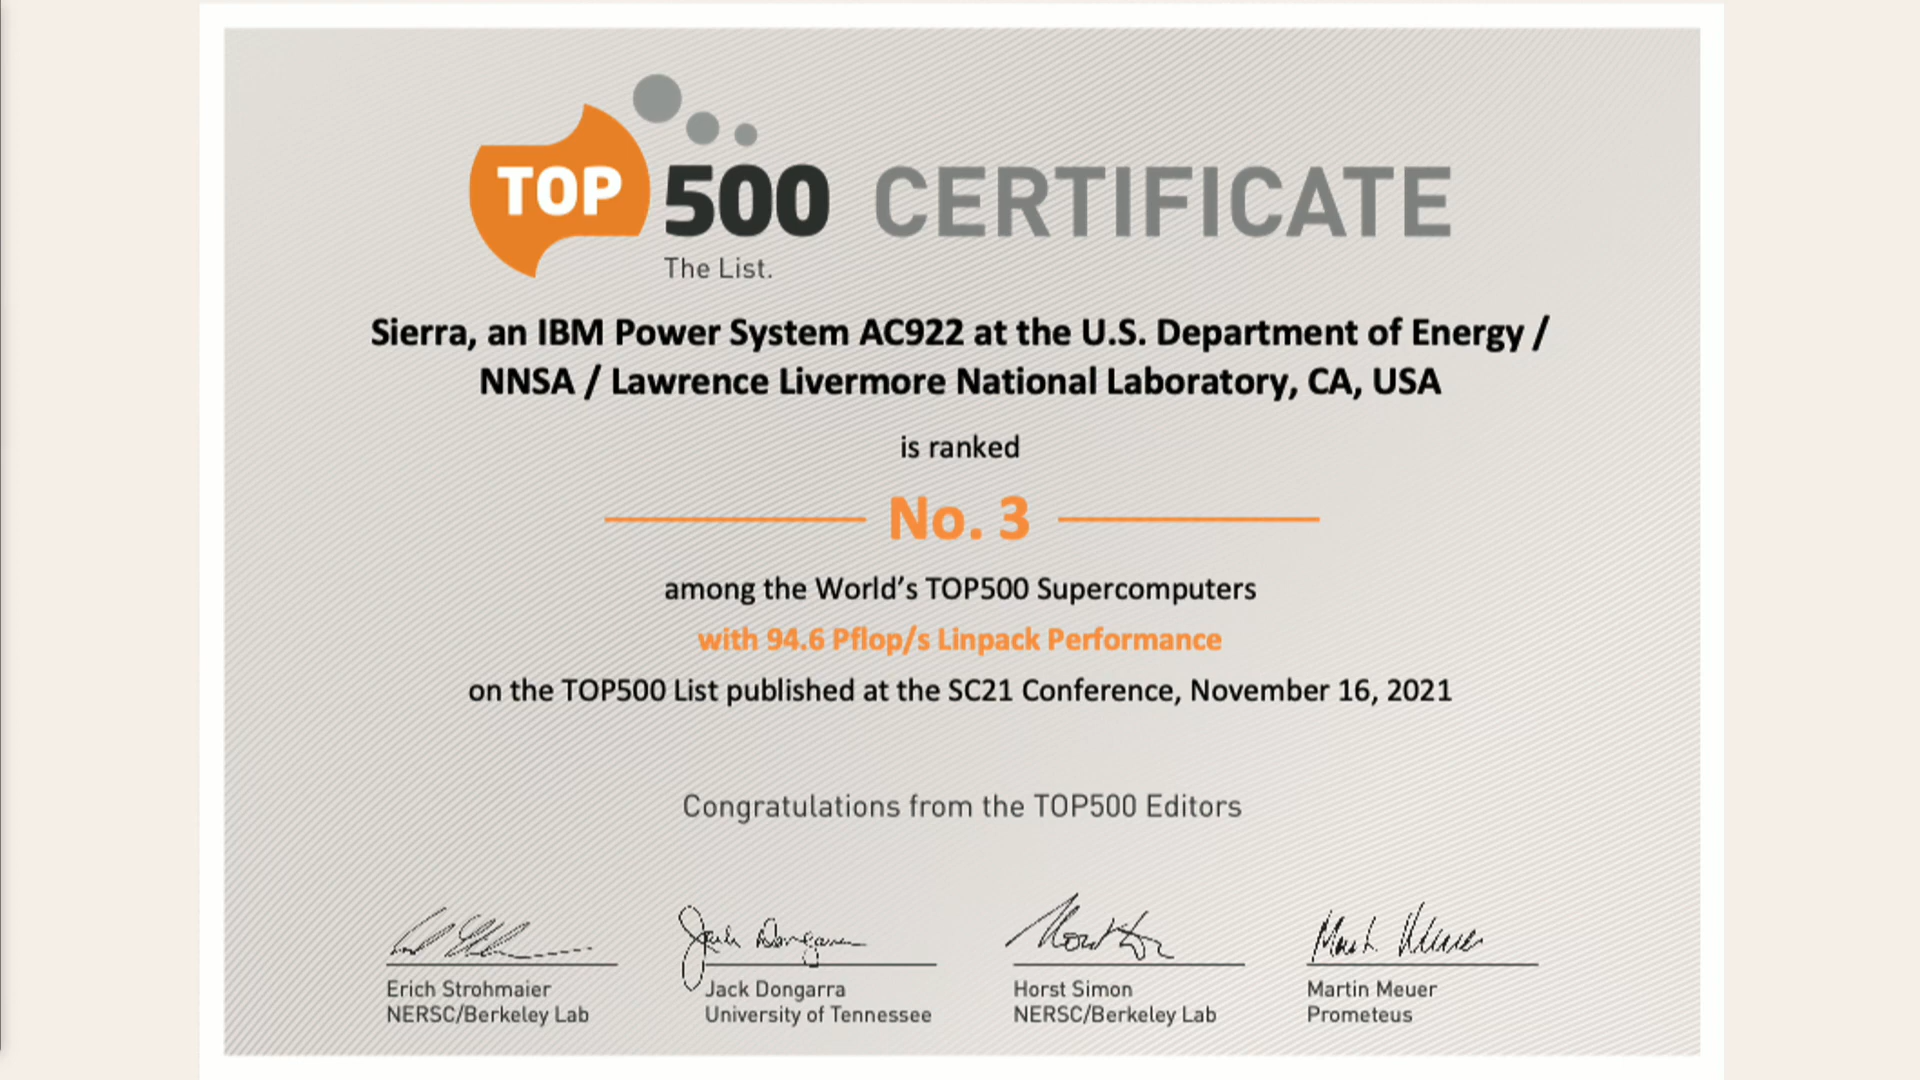 TOP 500 CERTIFICATE
The List.
Sierra, an IBM Power System AC922 at the U.S. Department of Energy /
NNSA / Lawrence Livermore National Laboratory, CA, USA
is ranked
No. 3
among the World's TOP500 Supercomputers
with 94.6 Pflop/s Linpack Performance
on the TOP500 List published at the SC21 Conference, November 16, 2021
Congratulations from the TOP500 Editors
Erich Strohmaier
NERSC/Berkeley Lab
Jack Dongarra
University of Tennessee
Horst Simon
NERSC/Berkeley Lab
Martin Meuer
Prometeus